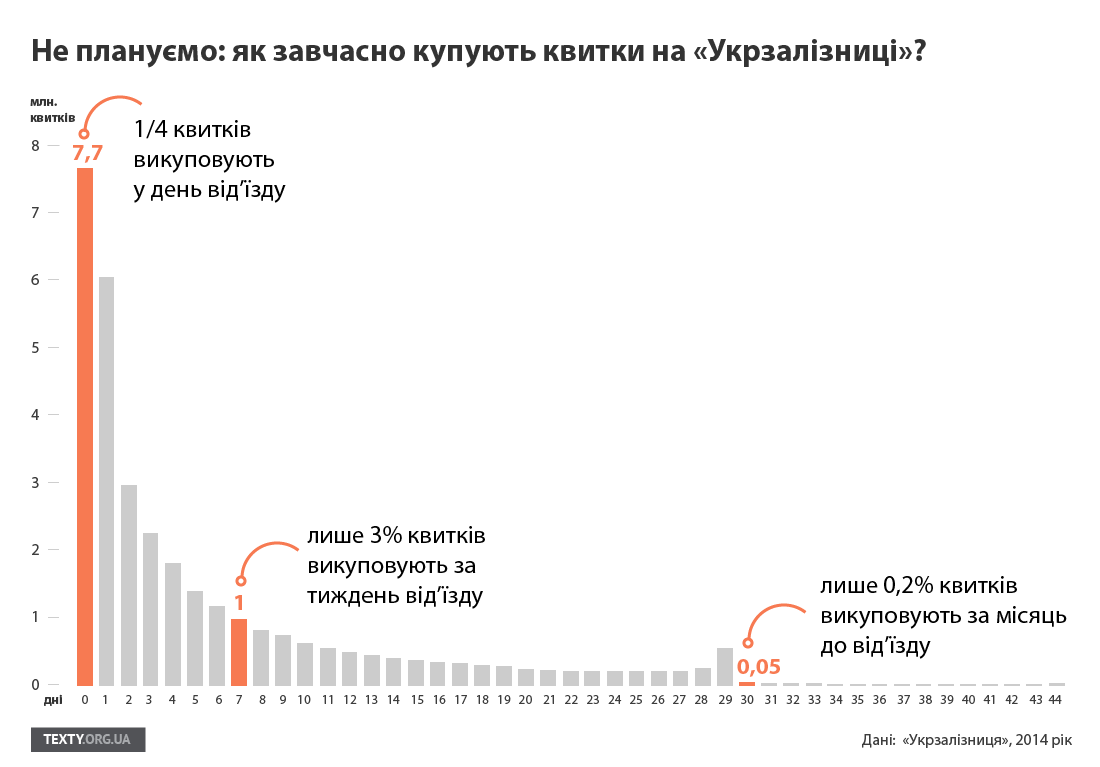 Не плануємо: як завчасно купують квитки на «Укрзалізниці»?
млн.
квитків
8
7
6
5
4
3
2
1
0
7,7
1/4 квитків
викуповують
у день від’їзду
1
лише 3% квитків
викуповують за
тиждень від’їзду
0,05
лише 0,2% квитків
викуповують за місяць
до від’їзду
дні 0 1 2 3 4 5 6 7 8 9 10 11 12 13 14 15 16 17 18 19 20 21 22 23 24 25 26 27 28 29 30 31 32 33 34 35 36 37 38 39 40 41 42 43 44
TEXTY.ORG.UA
Дані: «Укрзалізниця», 2014 рік